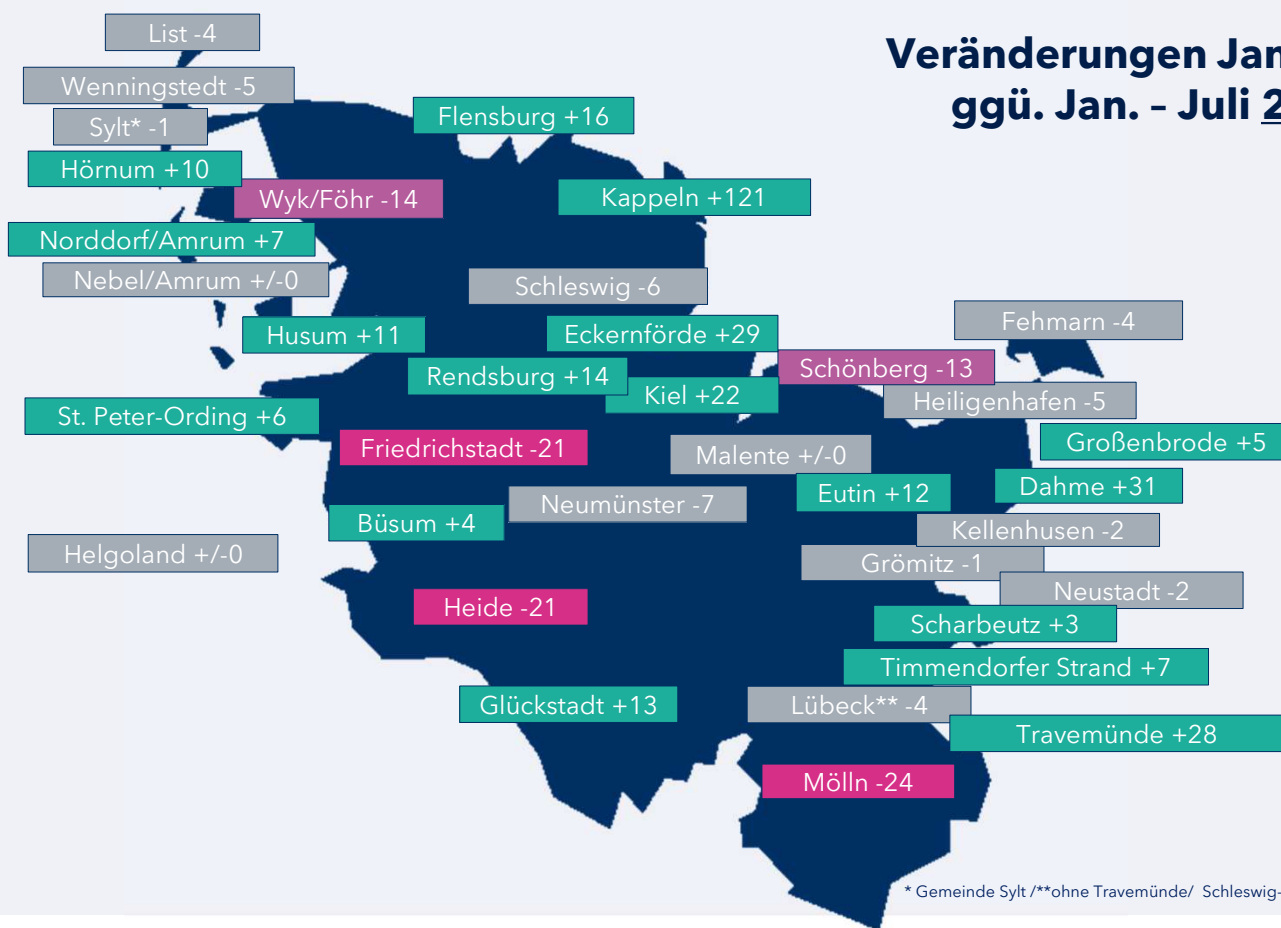 Veränderungen Jan
ggü. Jan. – Juli 2
List -4
Wenningstedt -5
Sylt* -1
Hörnum +10
Flensburg +16
Wyk/Föhr -14
Kappeln +121
Norddorf/Amrum +7
Nebel/Amrum +/-0
Schleswig -6
Husum +11
Eckernförde +29
Fehmarn -4
Rendsburg +14
Kiel +22
Schönberg -13
Heiligenhafen -5
St. Peter-Ording +6
Friedrichstadt -21
Malente +/-0
Großenbrode +5
Neumünster -7
Eutin +12
Dahme +31
Büsum +4
Kellenhusen -2
Helgoland +/-0
Grömitz -1
Neustadt -2
Heide -21
Scharbeutz +3
Timmendorfer Strand +7
Glückstadt +13
Lübeck** -4
Travemünde +28
Mölln -24
* Gemeinde Sylt /**ohne Travemünde/ Schleswig-